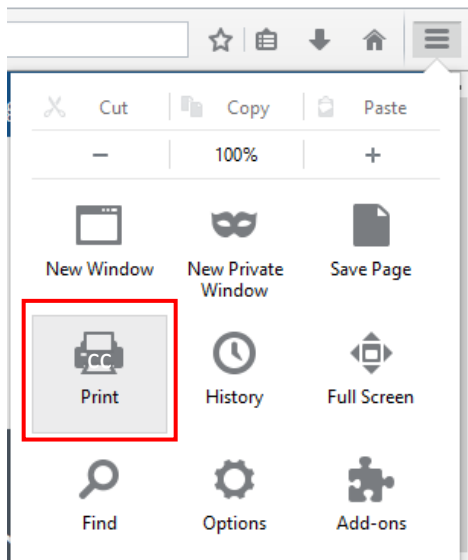 Cut Copy Paste
− 100% +
New Window New Private Window Save Page
CC
Print History Full Screen
Find Options Add-ons